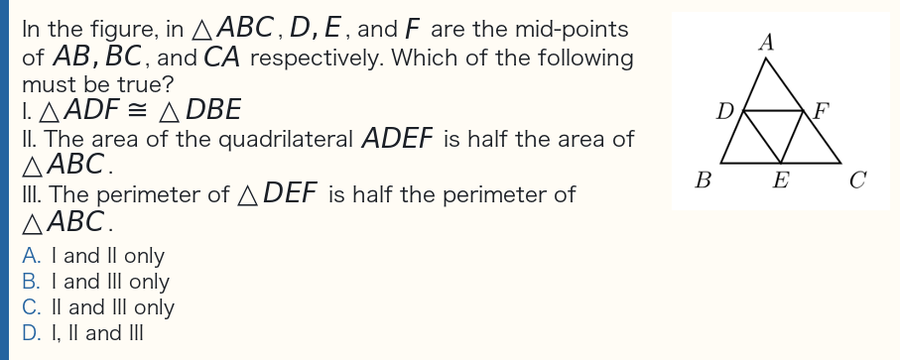 In the figure, in △ABC, D, E, and F are the mid-points
of AB, BC, and CA respectively. Which of the following
must be true?
I. △ADF ≅ △DBE
II. The area of the quadrilateral ADEF is half the area of
△ABC.
III. The perimeter of △DEF is half the perimeter of
△ABC.
A. I and II only
B. I and III only
C. II and III only
D. I, II and III
A
D
F
B
E
C